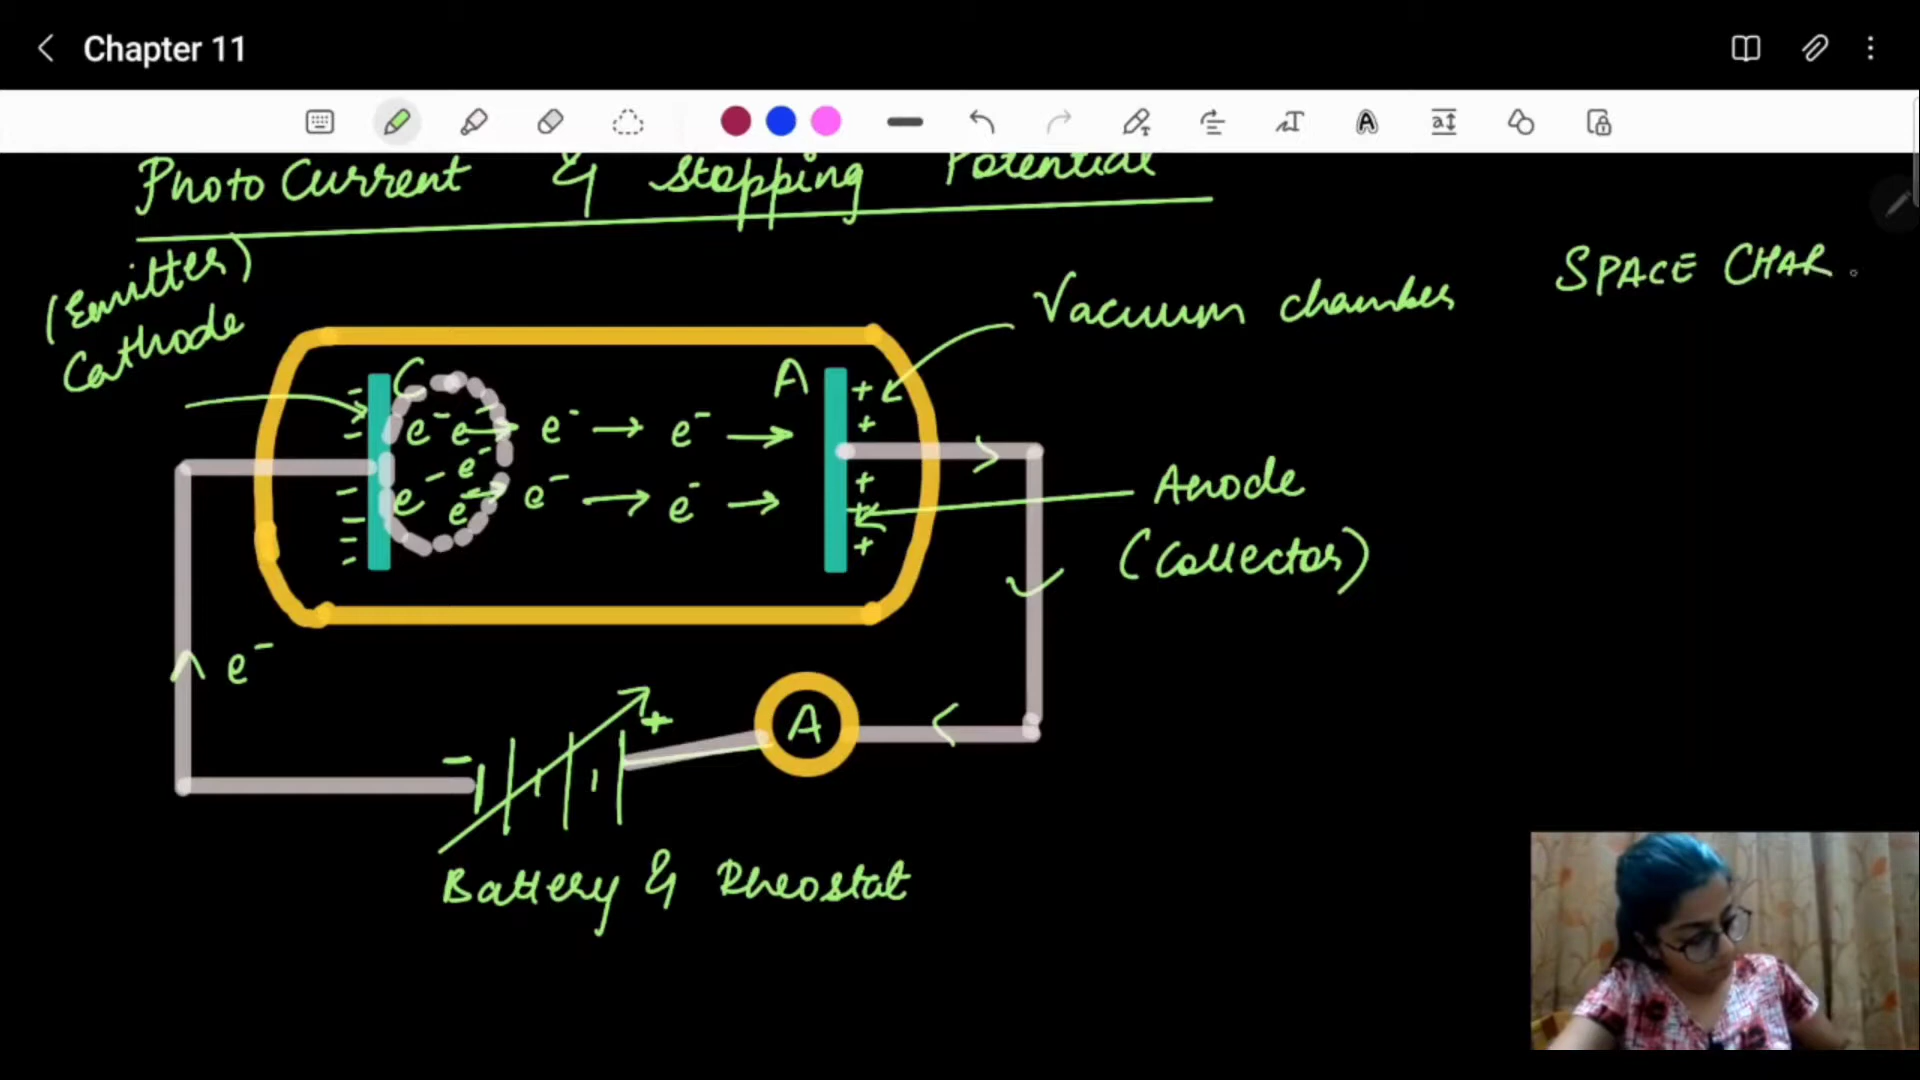 Chapter 11
Photo Current & Stopping Potential
(Emitter)
Cathode
Vacuum chamber
SPACE CHAR
C
A
e⁻ e⁻ → e⁻ → e⁻ →
e⁻
e⁻ e → e⁻ → e⁻ →
Anode
(Collector)
e⁻
- +
A
Battery & Rheostat